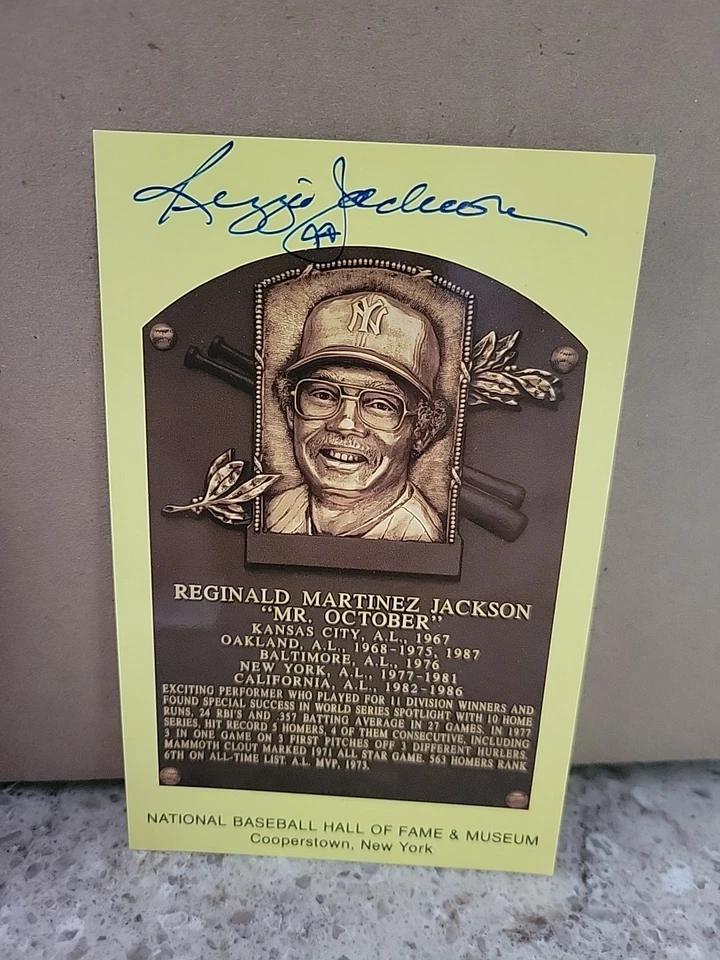 Reggie Jackson
44
NY
REGINALD MARTINEZ JACKSON
"MR. OCTOBER"
KANSAS CITY, A.L., 1967
OAKLAND, A.L., 1968-1975, 1987
BALTIMORE, A.L., 1976
NEW YORK, A.L., 1977-1981
CALIFORNIA, A.L., 1982-1986
EXCITING PERFORMER WHO PLAYED FOR 11 DIVISION WINNERS AND
FOUND SPECIAL SUCCESS IN WORLD SERIES SPOTLIGHT WITH 10 HOME
RUNS, 24 RBI'S AND .357 BATTING AVERAGE IN 27 GAMES. IN 1977
SERIES, HIT RECORD 5 HOMERS, 4 OF THEM CONSECUTIVE, INCLUDING
3 IN ONE GAME ON 3 FIRST PITCHES OFF 3 DIFFERENT HURLERS.
MAMMOTH CLOUT MARKED 1971 ALL STAR GAME. 563 HOMERS RANK
6TH ON ALL-TIME LIST. A.L. MVP, 1973.
NATIONAL BASEBALL HALL OF FAME & MUSEUM
Cooperstown, New York